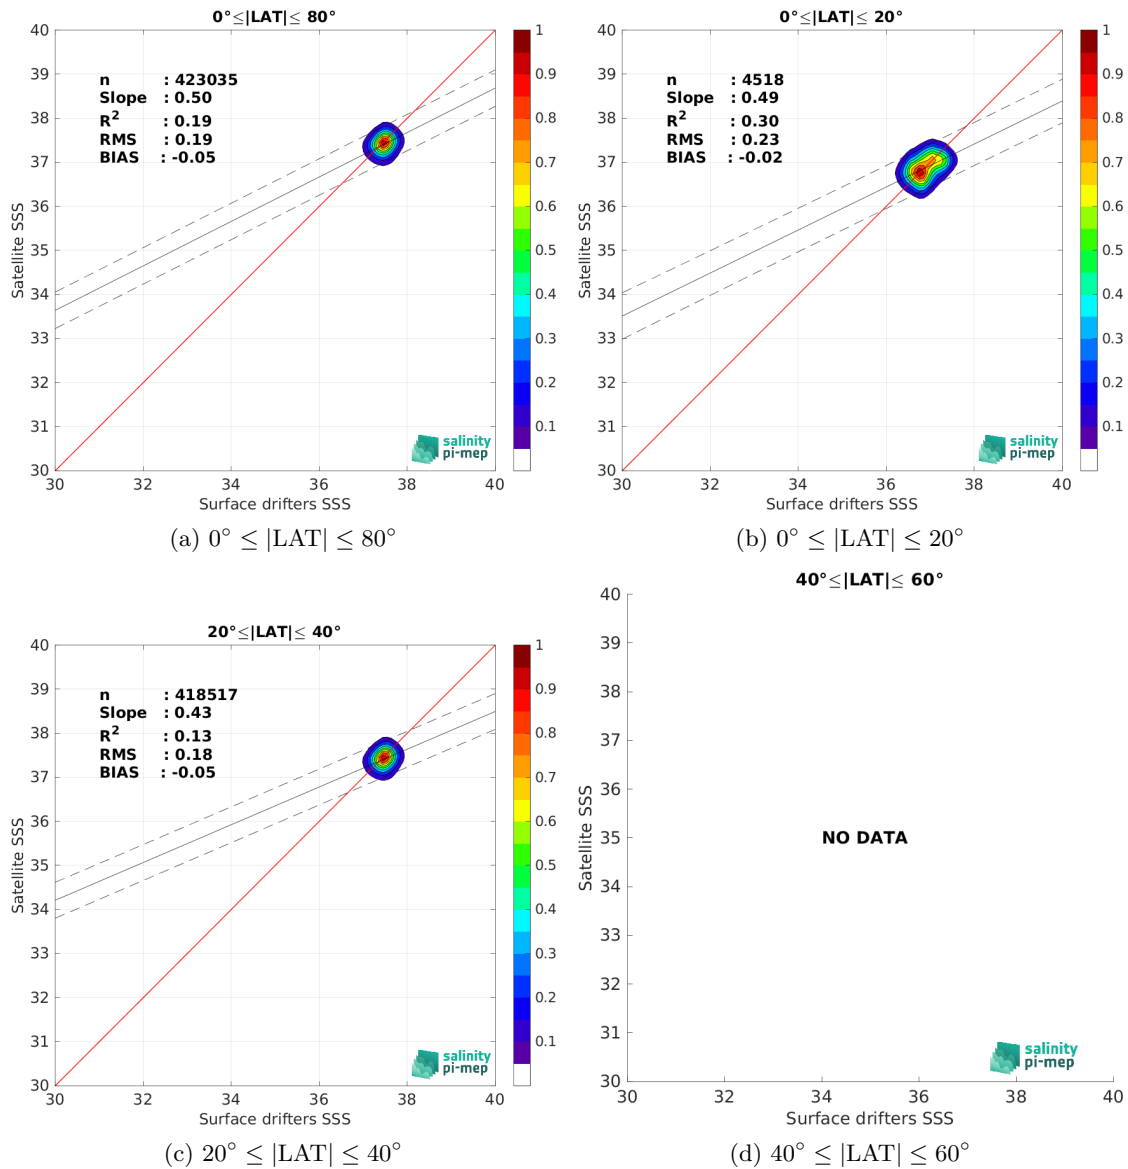 0°≤|LAT|≤ 80°
40
39
38
37
36
35
34
33
32
31
30
Satellite SSS
n : 423035
Slope : 0.50
R² : 0.19
RMS : 0.19
BIAS : -0.05
salinity
pi-mep
30 32 34 36 38 40
Surface drifters SSS
1
0.9
0.8
0.7
0.6
0.5
0.4
0.3
0.2
0.1
(a) 0° ≤ |LAT| ≤ 80°
0°≤|LAT|≤ 20°
40
39
38
37
36
35
34
33
32
31
30
Satellite SSS
n : 4518
Slope : 0.49
R² : 0.30
RMS : 0.23
BIAS : -0.02
salinity
pi-mep
30 32 34 36 38 40
Surface drifters SSS
1
0.9
0.8
0.7
0.6
0.5
0.4
0.3
0.2
0.1
(b) 0° ≤ |LAT| ≤ 20°
20°≤|LAT|≤ 40°
40
39
38
37
36
35
34
33
32
31
30
Satellite SSS
n : 418517
Slope : 0.43
R² : 0.13
RMS : 0.18
BIAS : -0.05
salinity
pi-mep
30 32 34 36 38 40
Surface drifters SSS
1
0.9
0.8
0.7
0.6
0.5
0.4
0.3
0.2
0.1
(c) 20° ≤ |LAT| ≤ 40°
40°≤|LAT|≤ 60°
40
39
38
37
36
35
34
33
32
31
30
Satellite SSS
NO DATA
salinity
pi-mep
30 32 34 36 38 40
Surface drifters SSS
(d) 40° ≤ |LAT| ≤ 60°